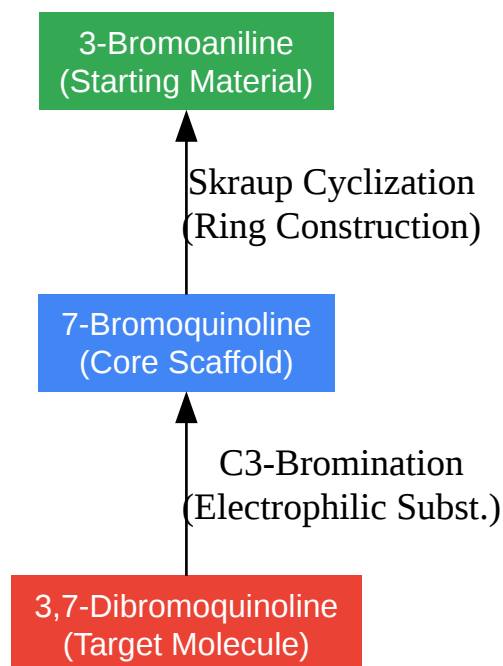 3-Bromoaniline
(Starting Material)
Skraup Cyclization
(Ring Construction)
7-Bromoquinoline
(Core Scaffold)
C3-Bromination
(Electrophilic Subst.)
3,7-Dibromoquinoline
(Target Molecule)